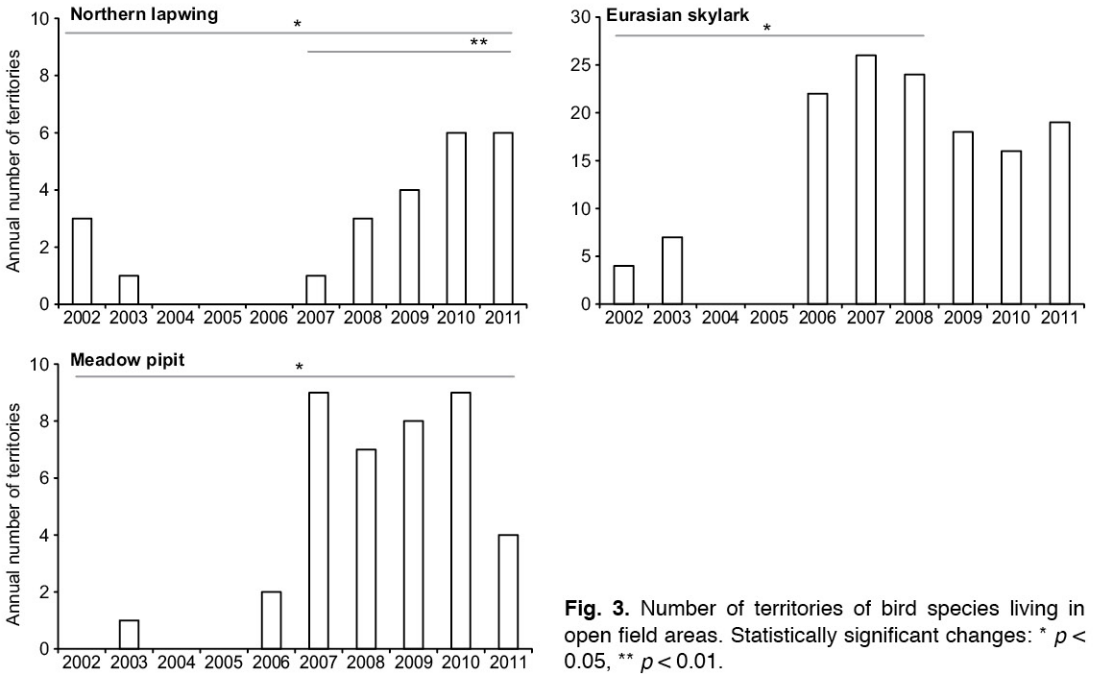 Northern lapwing
*
**
Annual number of territories
10
8
6
4
2
0
2002 2003 2004 2005 2006 2007 2008 2009 2010 2011
Eurasian skylark
*
30
25
20
15
10
5
0
2002 2003 2004 2005 2006 2007 2008 2009 2010 2011
Meadow pipit
*
Annual number of territories
10
8
6
4
2
0
2002 2003 2004 2005 2006 2007 2008 2009 2010 2011
Fig. 3. Number of territories of bird species living in
open field areas. Statistically significant changes: * p <
0.05, ** p < 0.01.